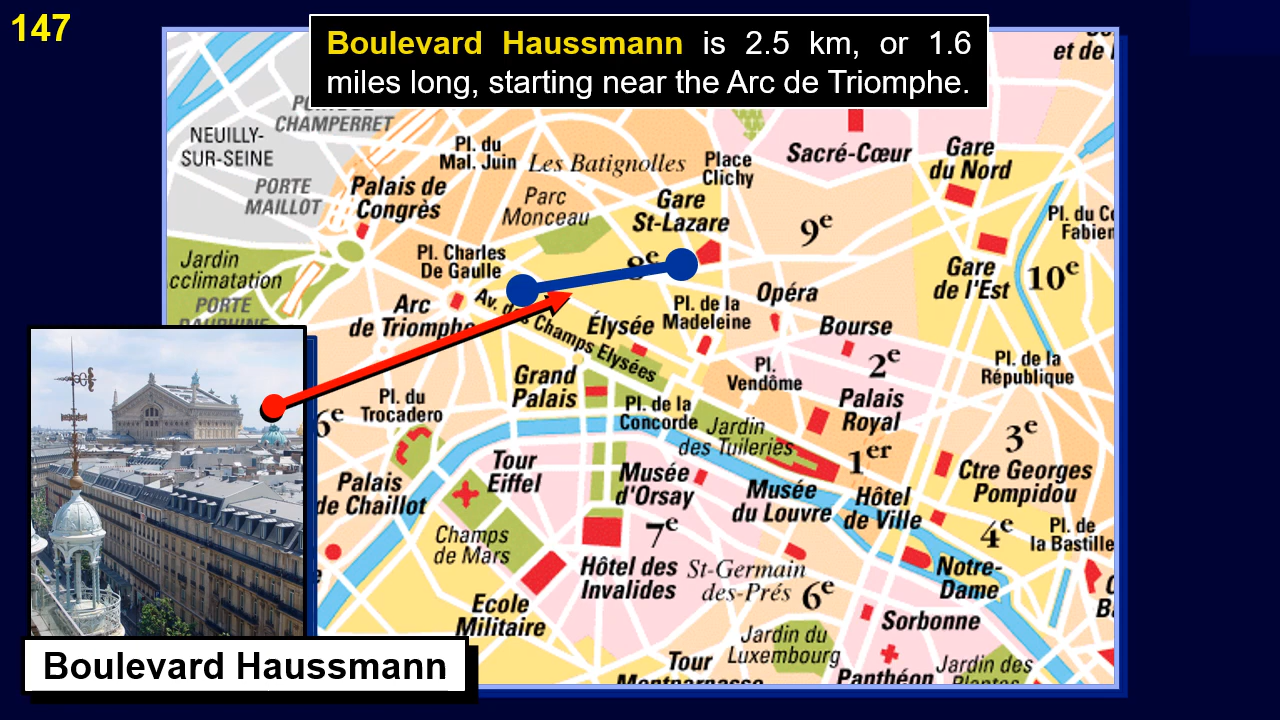 147
Boulevard Haussmann is 2.5 km, or 1.6
miles long, starting near the Arc de Triomphe.
et de
CHAMPERRET
NEUILLY-
SUR-SEINE
PORTE
MAILLOT
Palais de
Congrès
Pl. du
Mal. Juin
Les Batignolles
Place
Clichy
Sacré-Cœur
Gare
du Nord
Parc
Monceau
Gare
St-Lazare
9e
Pl. du
Jardin
PORTE
Pl. Charles
De Gaulle
8e
Gare
de l'Est
10e
Arc
de Triomphe
Av. des Champs Elysées
Élysée
Pl. de la
Madeleine
Opéra
Bourse
2e
Pl. de la
République
Pl.
Vendôme
Grand
Palais
Pl. du
Trocadero
6e
Pl. de la
Concorde
Jardin
des Tuileries
Palais
Royal
1er
3e
Ctre Georges
Pompidou
Palais
de Chaillot
Tour
Eiffel
Musée
d'Orsay
Musée
du Louvre
Hôtel
de Ville
4e
Pl. de
la Bastille
Champs
de Mars
7e
Hôtel des
Invalides
St-Germain
des-Prés
6e
Notre-
Dame
Ecole
Militaire
Sorbonne
Jardin du
Luxembourg
Tour
Montparnasse
Panthéon
Jardin des
Plantes
Boulevard Haussmann